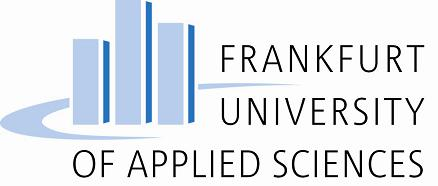 FRANKFURT
UNIVERSITY
OF APPLIED SCIENCES